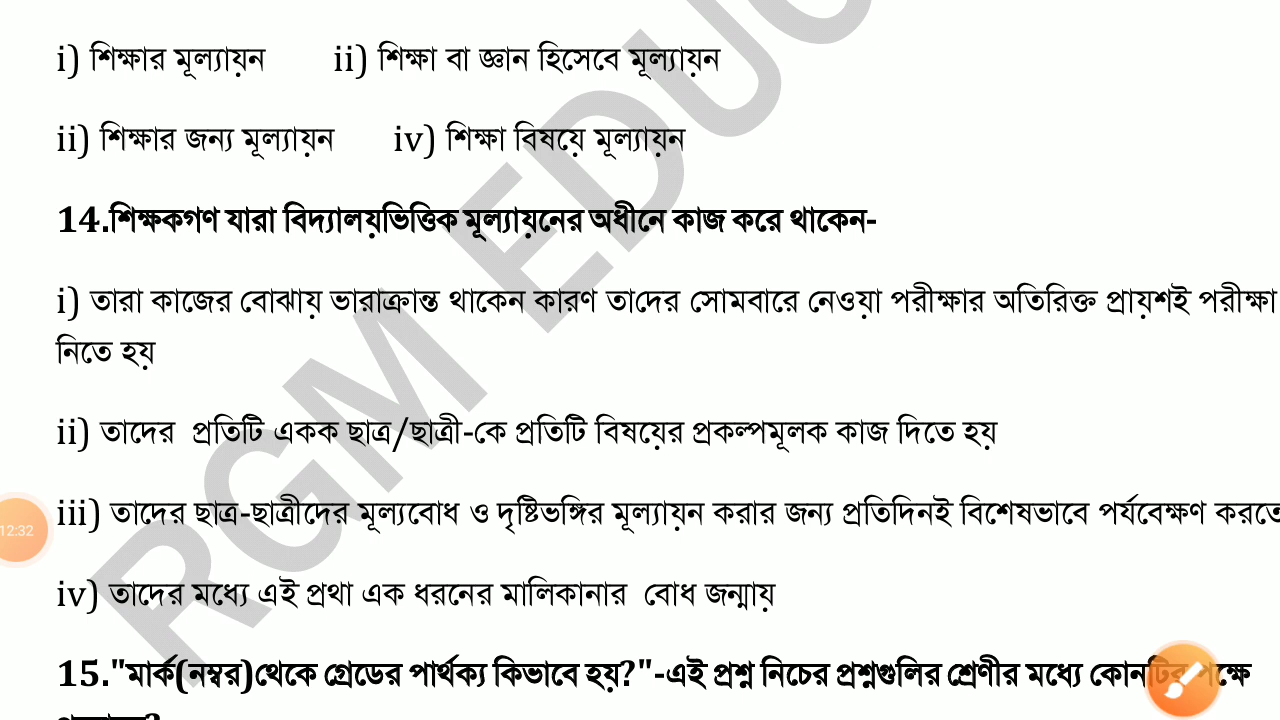 i) শিক্ষার মূল্যায়ন ii) শিক্ষা বা জ্ঞান হিসেবে মূল্যায়ন
ii) শিক্ষার জন্য মূল্যায়ন iv) শিক্ষা বিষয়ে মূল্যায়ন
14.শিক্ষকগণ যারা বিদ্যালয়ভিত্তিক মূল্যায়নের অধীনে কাজ করে থাকেন-
i) তারা কাজের বোঝায় ভারাক্রান্ত থাকেন কারণ তাদের সোমবারে নেওয়া পরীক্ষার অতিরিক্ত প্রায়শই পরীক্ষা
নিতে হয়
ii) তাদের প্রতিটি একক ছাত্র/ছাত্রী-কে প্রতিটি বিষয়ের প্রকল্পমূলক কাজ দিতে হয়
iii) তাদের ছাত্র-ছাত্রীদের মূল্যবোধ ও দৃষ্টিভঙ্গির মূল্যায়ন করার জন্য প্রতিদিনই বিশেষভাবে পর্যবেক্ষণ করতে
12:32
iv) তাদের মধ্যে এই প্রথা এক ধরনের মালিকানার বোধ জন্মায়
15."মার্ক(নম্বর)থেকে গ্রেডের পার্থক্য কিভাবে হয়?"-এই প্রশ্ন নিচের প্রশ্নগুলির শ্রেণীর মধ্যে কোনটির পক্ষে
RGM EDUC